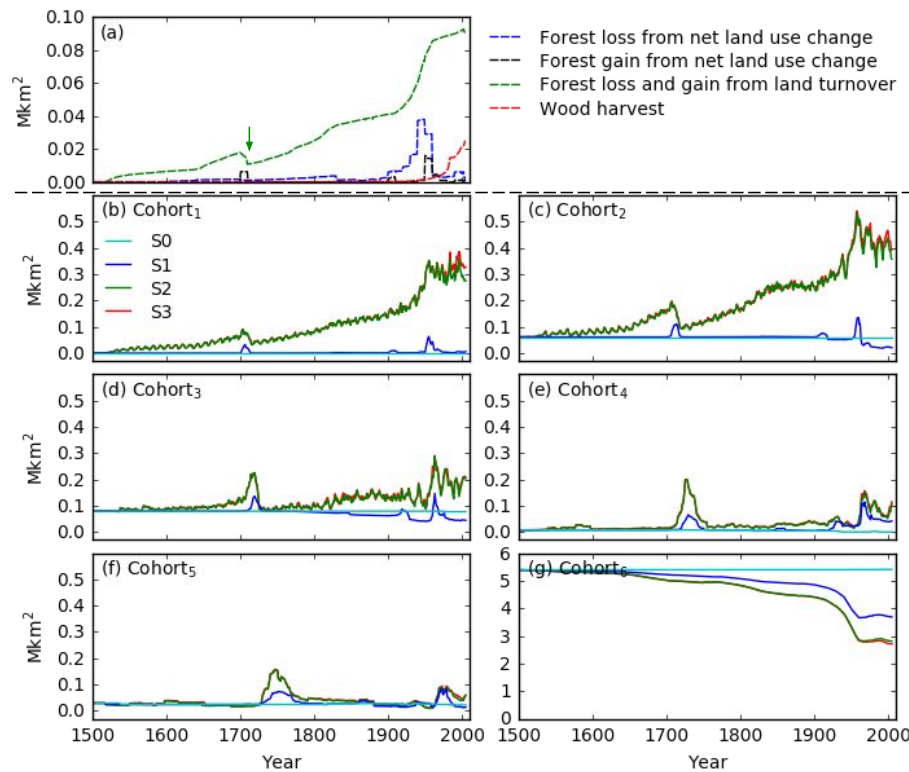 (a)
0.10
0.08
0.06
0.04
0.02
0.00
Mkm²
Forest loss from net land use change
Forest gain from net land use change
Forest loss and gain from land turnover
Wood harvest
(b) Cohort₁
S0
S1
S2
S3
0.5
0.4
0.3
0.2
0.1
0.0
Mkm²
(c) Cohort₂
0.5
0.4
0.3
0.2
0.1
0.0
(d) Cohort₃
0.5
0.4
0.3
0.2
0.1
0.0
Mkm²
(e) Cohort₄
0.5
0.4
0.3
0.2
0.1
0.0
(f) Cohort₅
0.5
0.4
0.3
0.2
0.1
0.0
Mkm²
1500 1600 1700 1800 1900 2000
Year
(g) Cohort₆
6
5
4
3
2
1
0
1500 1600 1700 1800 1900 2000
Year